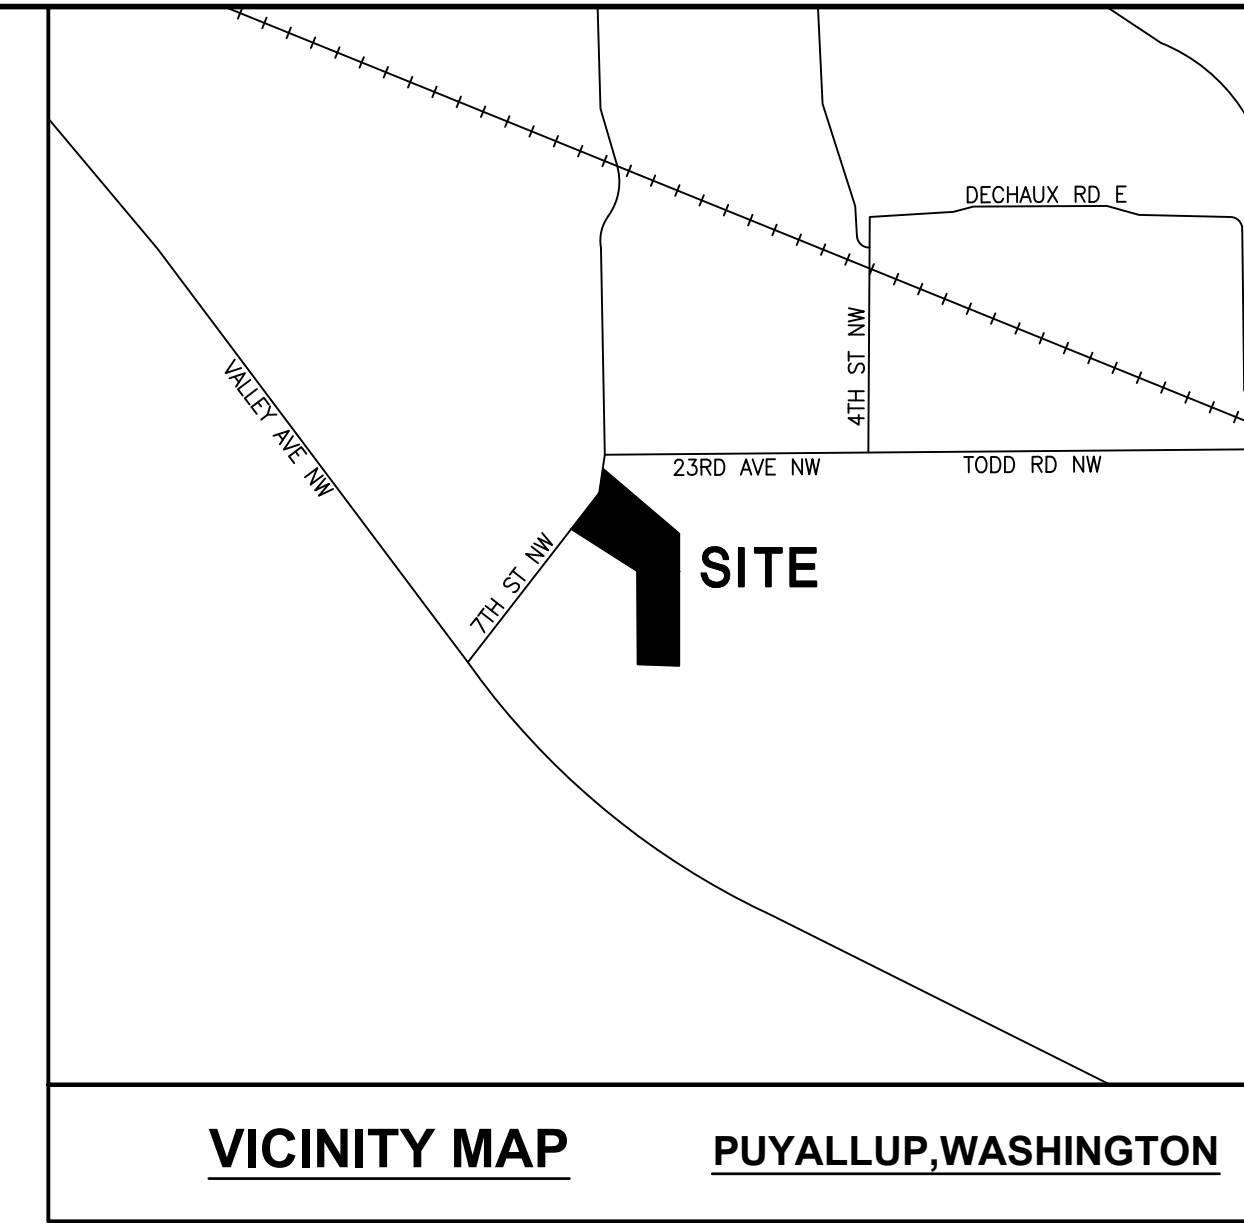 DECHAUX RD E
4TH ST NW
VALLEY AVE NW
23RD AVE NW
TODD RD NW
7TH ST NW
SITE
VICINITY MAP
PUYALLUP,WASHINGTON